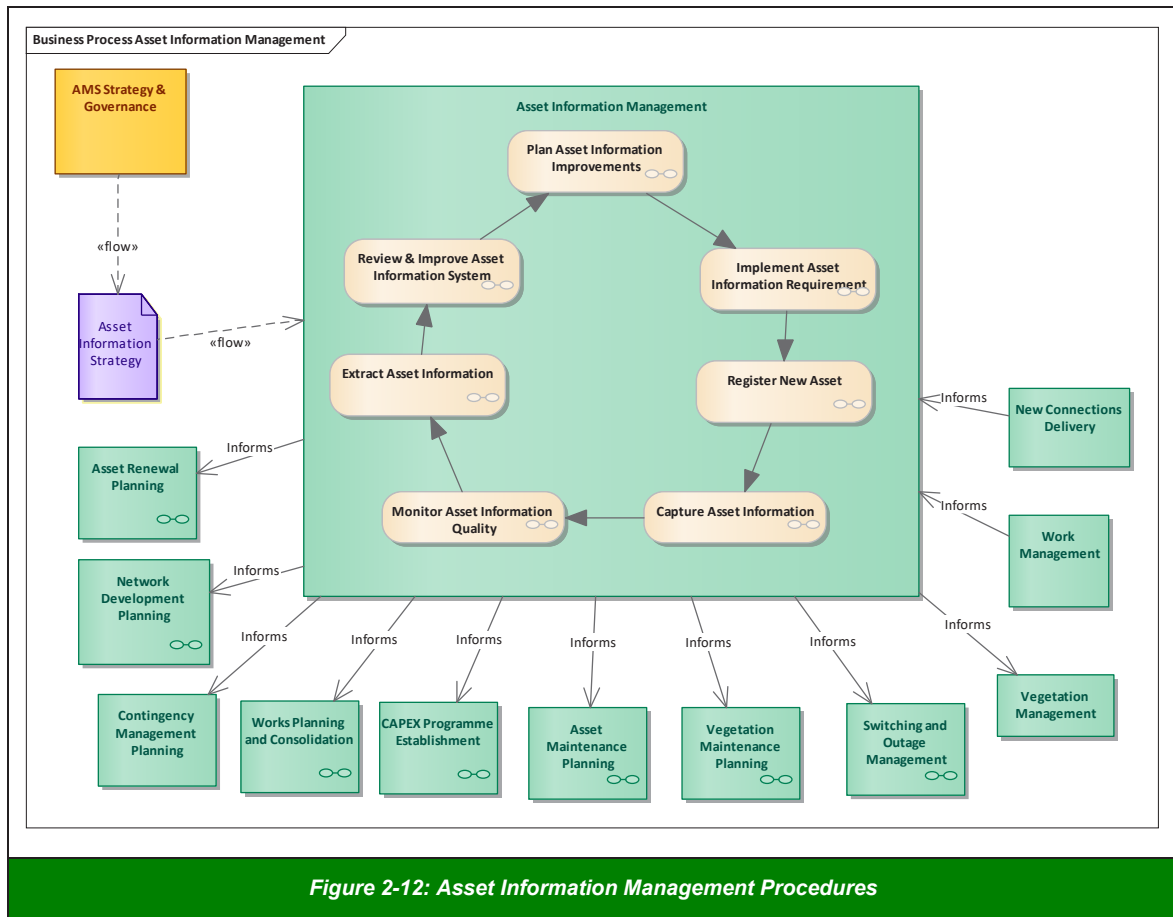 Business Process Asset Information Management
AMS Strategy &
Governance
«flow»
Asset
Information
Strategy
«flow»
Asset Information Management
Plan Asset Information
Improvements
Review & Improve Asset
Information System
Implement Asset
Information Requirement
Extract Asset Information
Register New Asset
Monitor Asset Information
Quality
Capture Asset Information
Informs
New Connections
Delivery
Informs
Work
Management
Informs
Asset Renewal
Planning
Informs
Network
Development
Planning
Informs
Contingency
Management
Planning
Informs
Works Planning
and Consolidation
Informs
CAPEX Programme
Establishment
Informs
Asset
Maintenance
Planning
Informs
Vegetation
Maintenance
Planning
Informs
Switching and
Outage
Management
Informs
Vegetation
Management
Figure 2-12: Asset Information Management Procedures